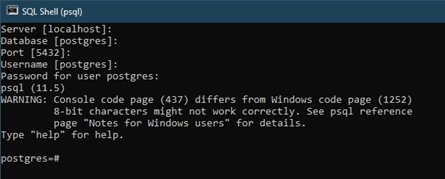 SQL Shell (psql)
Server [localhost]:
Database [postgres]:
Port [5432]:
Username [postgres]:
Password for user postgres:
psql (11.5)
WARNING: Console code page (437) differs from Windows code page (1252)
         8-bit characters might not work correctly. See psql reference
         page "Notes for Windows users" for details.
Type "help" for help.
postgres=#